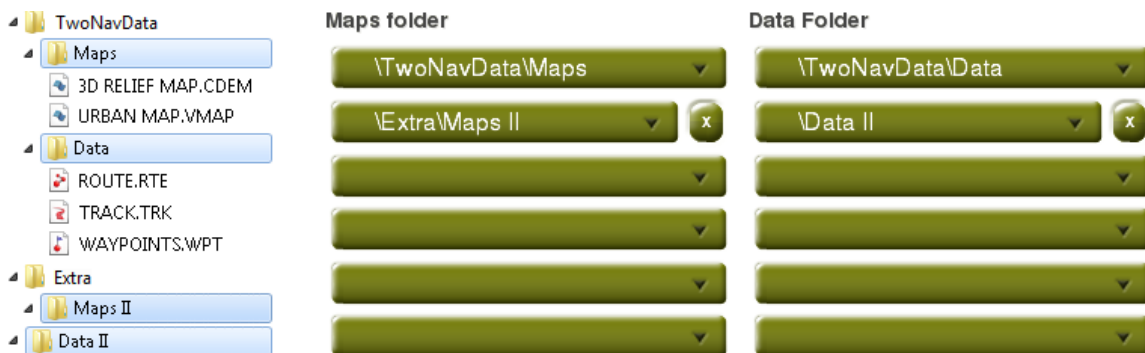 TwoNavData
Maps
3D RELIEF MAP.CDEM
URBAN MAP.VMAP
Data
ROUTE.RTE
TRACK.TRK
WAYPOINTS.WPT
Extra
Maps II
Data II
Maps folder
\TwoNavData\Maps
\Extra\Maps II x
Data Folder
\TwoNavData\Data
\Data II x